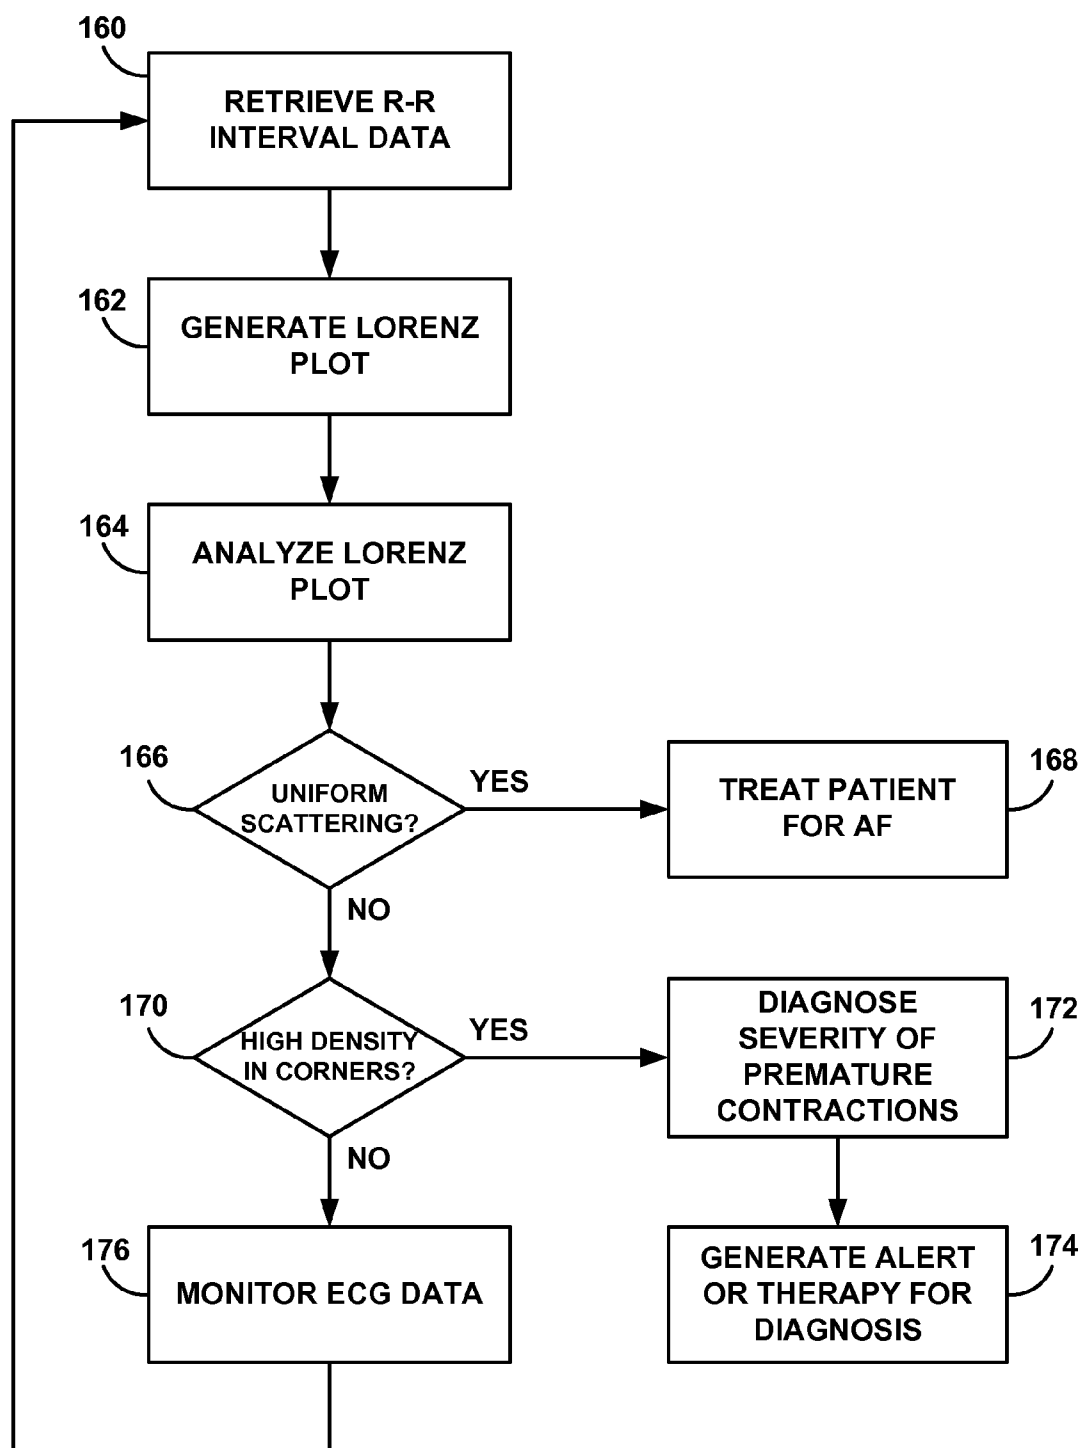 160
RETRIEVE R-R
INTERVAL DATA
162
GENERATE LORENZ
PLOT
164
ANALYZE LORENZ
PLOT
166
UNIFORM
SCATTERING?
YES
TREAT PATIENT
FOR AF
168
NO
170
HIGH DENSITY
IN CORNERS?
YES
DIAGNOSE
SEVERITY OF
PREMATURE
CONTRACTIONS
172
NO
176
MONITOR ECG DATA
GENERATE ALERT
OR THERAPY FOR
DIAGNOSIS
174